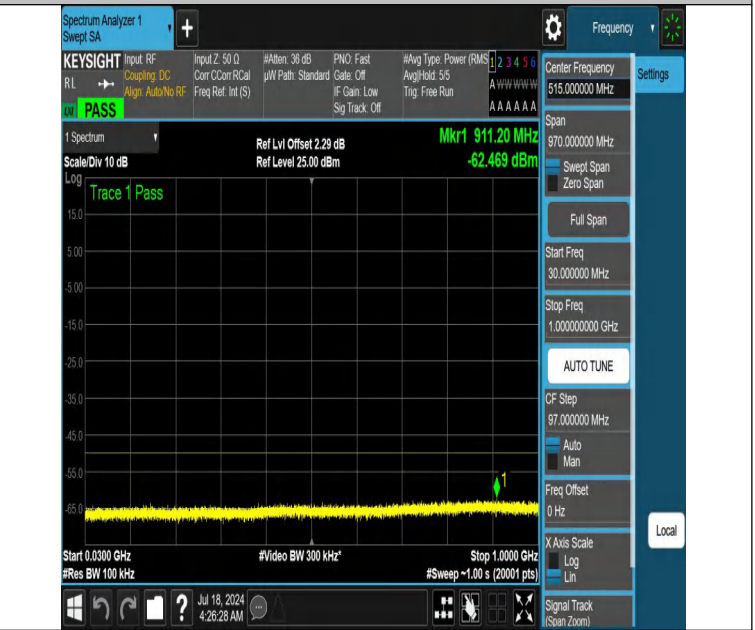 Spectrum Analyzer 1
Swept SA
+
Frequency
KEYSIGHT
RL
PASS
Input: RF
Coupling: DC
Align: Auto/No RF
Input Z: 50 Ω
Corr CCorr RCal
Freq Ref: Int (S)
#Atten: 36 dB
µW Path: Standard
PNO: Fast
Gate: Off
IF Gain: Low
Sig Track: Off
#Avg Type: Power (RMS
Avg|Hold: 5/5
Trig: Free Run
1 2 3 4 5 6
A W W W W W
A A A A A A
Center Frequency
515.000000 MHz
Settings
Span
970.000000 MHz
Swept Span
Zero Span
Full Span
Start Freq
30.000000 MHz
Stop Freq
1.000000000 GHz
AUTO TUNE
CF Step
97.000000 MHz
Auto
Man
Freq Offset
0 Hz
X Axis Scale
Log
Lin
Signal Track
(Span Zoom)
Local
1 Spectrum
Scale/Div 10 dB
Ref Lvl Offset 2.29 dB
Ref Level 25.00 dBm
Mkr1 911.20 MHz
-62.469 dBm
Log
Trace 1 Pass
15.0
5.00
-5.00
-15.0
-25.0
-35.0
-45.0
-55.0
-65.0
1
Start 0.0300 GHz
#Res BW 100 kHz
#Video BW 300 kHz*
Stop 1.0000 GHz
#Sweep ~1.00 s (20001 pts)
?
Jul 18, 2024
4:26:28 AM